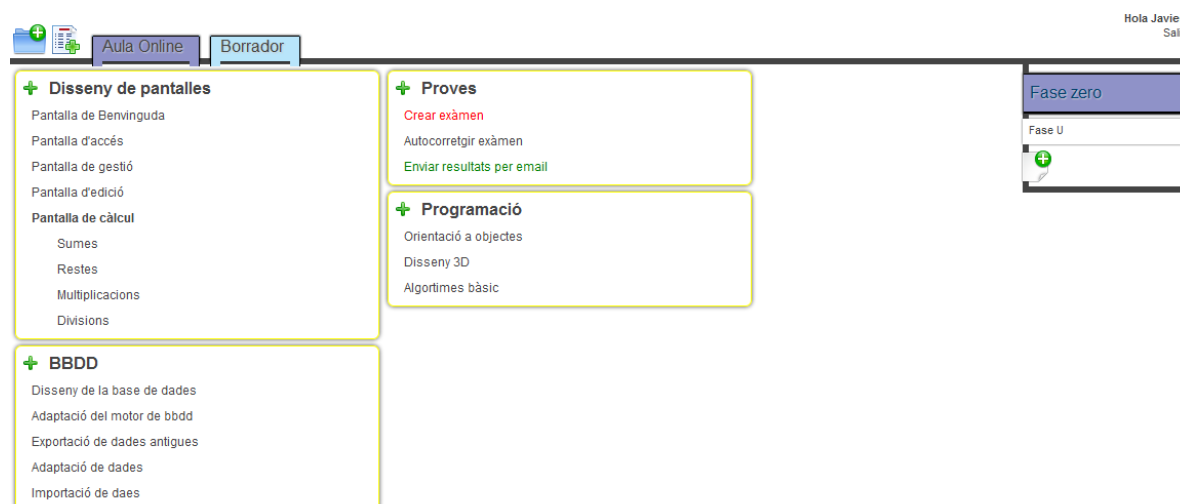 Hola Javie
Sal
Aula Online
Borrador
Disseny de pantalles
Pantalla de Benvinguda
Pantalla d'accés
Pantalla de gestió
Pantalla d'edició
Pantalla de càlcul
Sumes
Restes
Multiplicacions
Divisions
BBDD
Disseny de la base de dades
Adaptació del motor de bbdd
Exportació de dades antigues
Adaptació de dades
Importació de daes
Proves
Crear exàmen
Autocorretgir exàmen
Enviar resultats per email
Programació
Orientació a objectes
Disseny 3D
Algortimes bàsic
Fase zero
Fase U